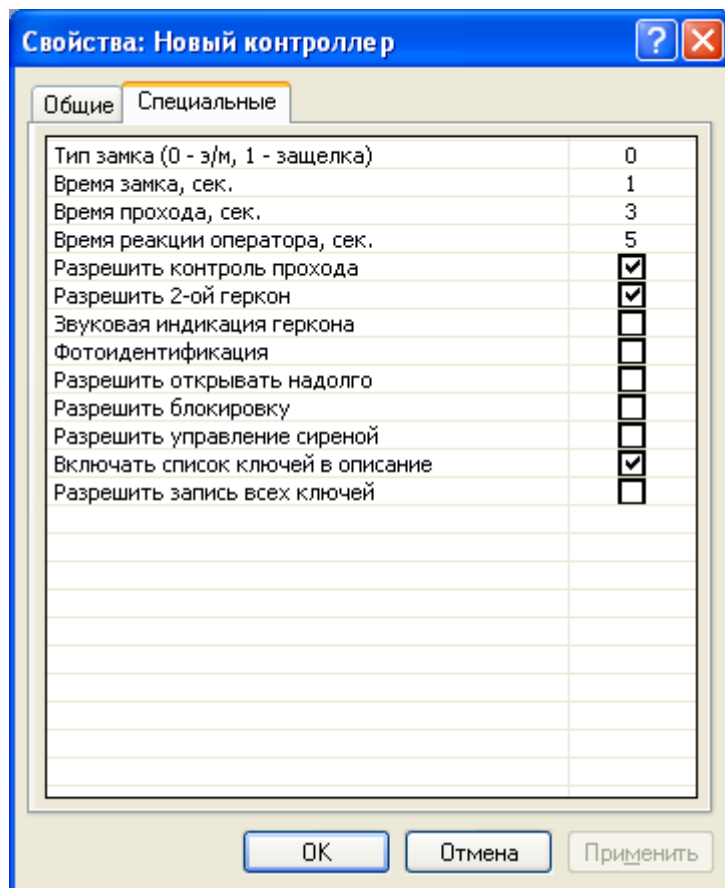 Свойства: Новый контроллер
Общие Специальные
Тип замка (0 - э/м, 1 - защелка) 0
Время замка, сек. 1
Время прохода, сек. 3
Время реакции оператора, сек. 5
Разрешить контроль прохода
Разрешить 2-ой геркон
Звуковая индикация геркона
Фотоидентификация
Разрешить открывать надолго
Разрешить блокировку
Разрешить управление сиреной
Включать список ключей в описание
Разрешить запись всех ключей
OK Отмена Применить